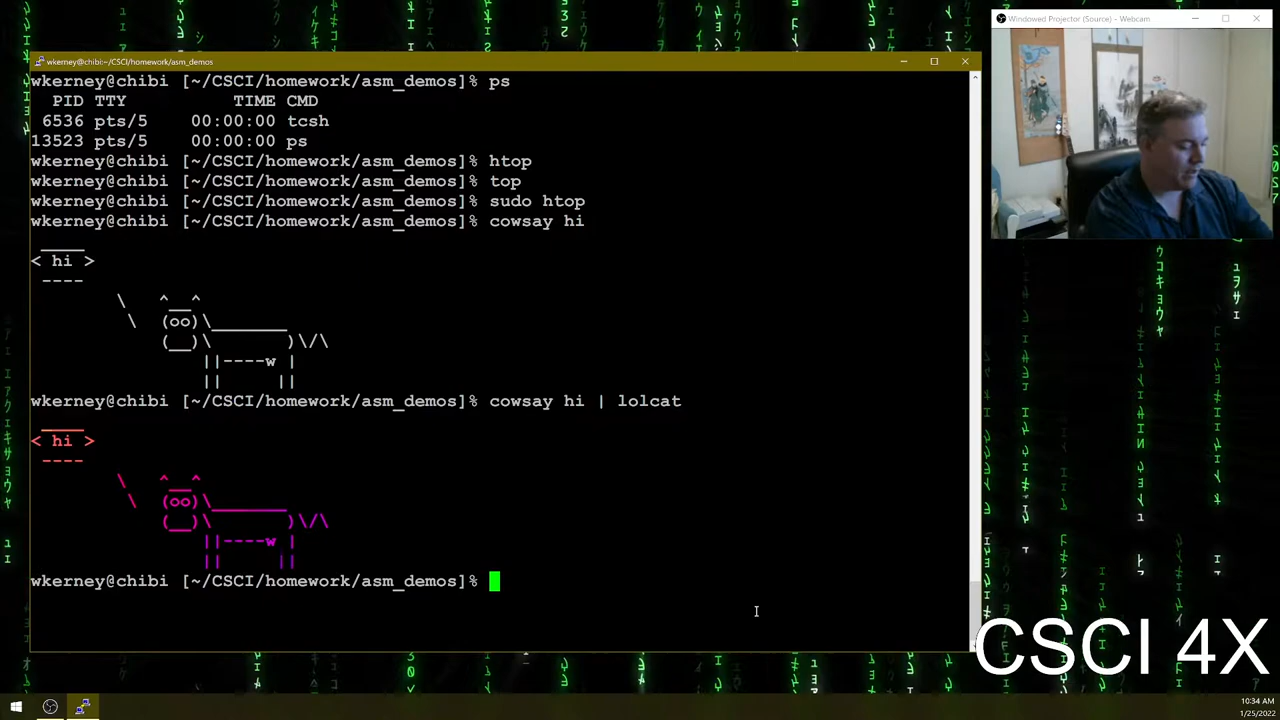 Windowed Projector (Source) - Webcam
wkerney@chibi:~/CSCI/homework/asm_demos
wkerney@chibi [~/CSCI/homework/asm_demos]% ps
  PID TTY          TIME CMD
 6536 pts/5    00:00:00 tcsh
13523 pts/5    00:00:00 ps
wkerney@chibi [~/CSCI/homework/asm_demos]% htop
wkerney@chibi [~/CSCI/homework/asm_demos]% top
wkerney@chibi [~/CSCI/homework/asm_demos]% sudo htop
wkerney@chibi [~/CSCI/homework/asm_demos]% cowsay hi
 ____
< hi >
 ----
        \   ^__^
         \  (oo)\_______
            (__)\       )\/\
                ||----w |
                ||     ||
wkerney@chibi [~/CSCI/homework/asm_demos]% cowsay hi | lolcat
 ____
< hi >
 ----
        \   ^__^
         \  (oo)\_______
            (__)\       )\/\
                ||----w |
                ||     ||
wkerney@chibi [~/CSCI/homework/asm_demos]%
CSCI 4X
10:34 AM
1/25/2022